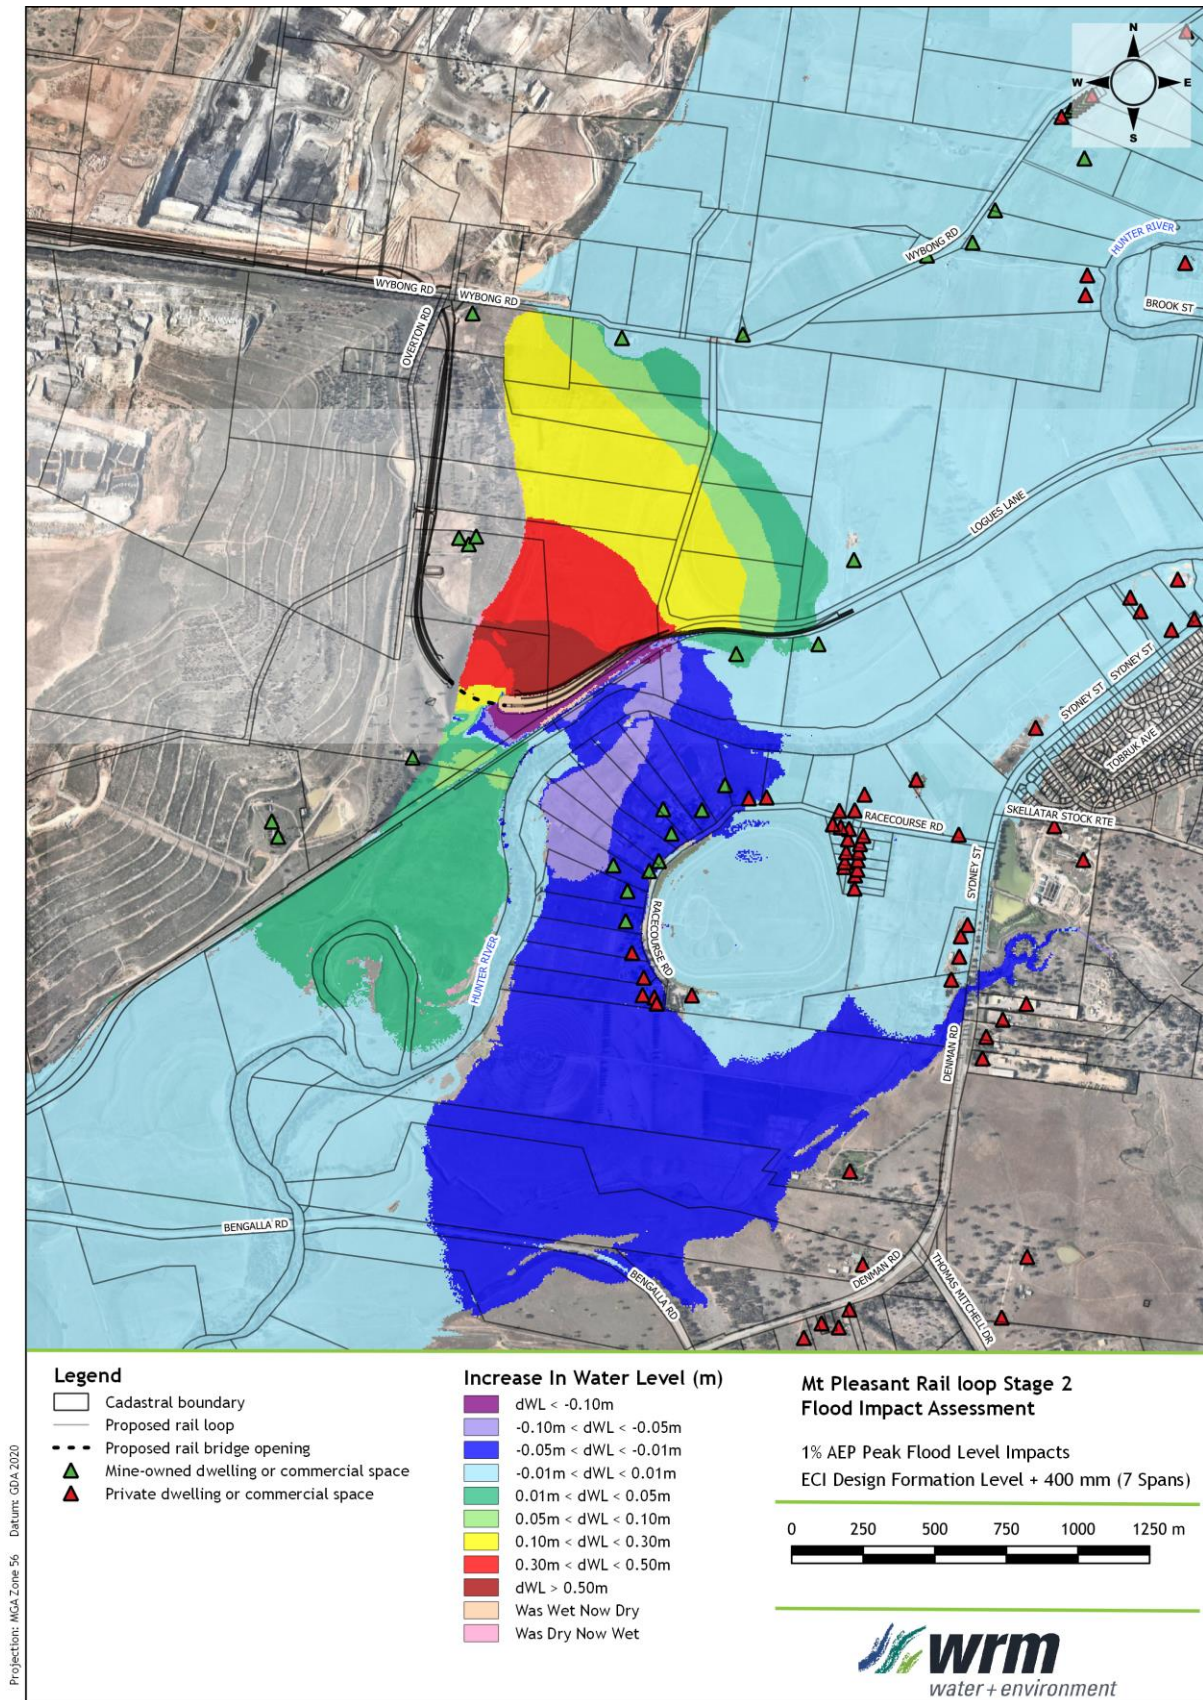 N
W
E
S
WYBONG RD
HUNTER RIVER
BROOK ST
WYBONG RD
WYBONG RD
OVERTON RD
LOGUES LANE
SYDNEY ST
SYDNEY ST
TOBRUK AVE
SKELLATAR STOCK RTE
RACECOURSE RD
SYDNEY ST
RACECOURSE RD
HUNTER RIVER
DENMAN RD
BENGALLA RD
BENGALLA RD
DENMAN RD
THOMAS MITCHELL DR
Legend
Cadastral boundary
Proposed rail loop
Proposed rail bridge opening
Mine-owned dwelling or commercial space
Private dwelling or commercial space
Increase In Water Level (m)
dWL < -0.10m
-0.10m < dWL < -0.05m
-0.05m < dWL < -0.01m
-0.01m < dWL < 0.01m
0.01m < dWL < 0.05m
0.05m < dWL < 0.10m
0.10m < dWL < 0.30m
0.30m < dWL < 0.50m
dWL > 0.50m
Was Wet Now Dry
Was Dry Now Wet
Mt Pleasant Rail loop Stage 2
Flood Impact Assessment
1% AEP Peak Flood Level Impacts
ECI Design Formation Level + 400 mm (7 Spans)
0 250 500 750 1000 1250 m
wrm
water + environment
Projection: MGA Zone 56 Datum: GDA 2020